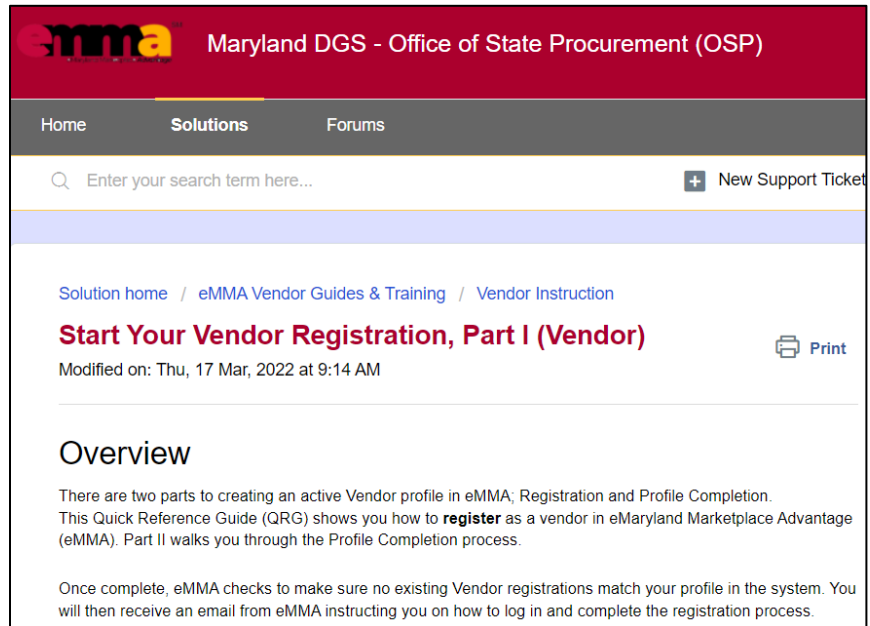 emma
Maryland DGS - Office of State Procurement (OSP)
Home Solutions Forums
Enter your search term here...
New Support Ticket
Solution home / eMMA Vendor Guides & Training / Vendor Instruction
Start Your Vendor Registration, Part I (Vendor)
Print
Modified on: Thu, 17 Mar, 2022 at 9:14 AM
Overview
There are two parts to creating an active Vendor profile in eMMA; Registration and Profile Completion.
This Quick Reference Guide (QRG) shows you how to register as a vendor in eMaryland Marketplace Advantage
(eMMA). Part II walks you through the Profile Completion process.
Once complete, eMMA checks to make sure no existing Vendor registrations match your profile in the system. You
will then receive an email from eMMA instructing you on how to log in and complete the registration process.